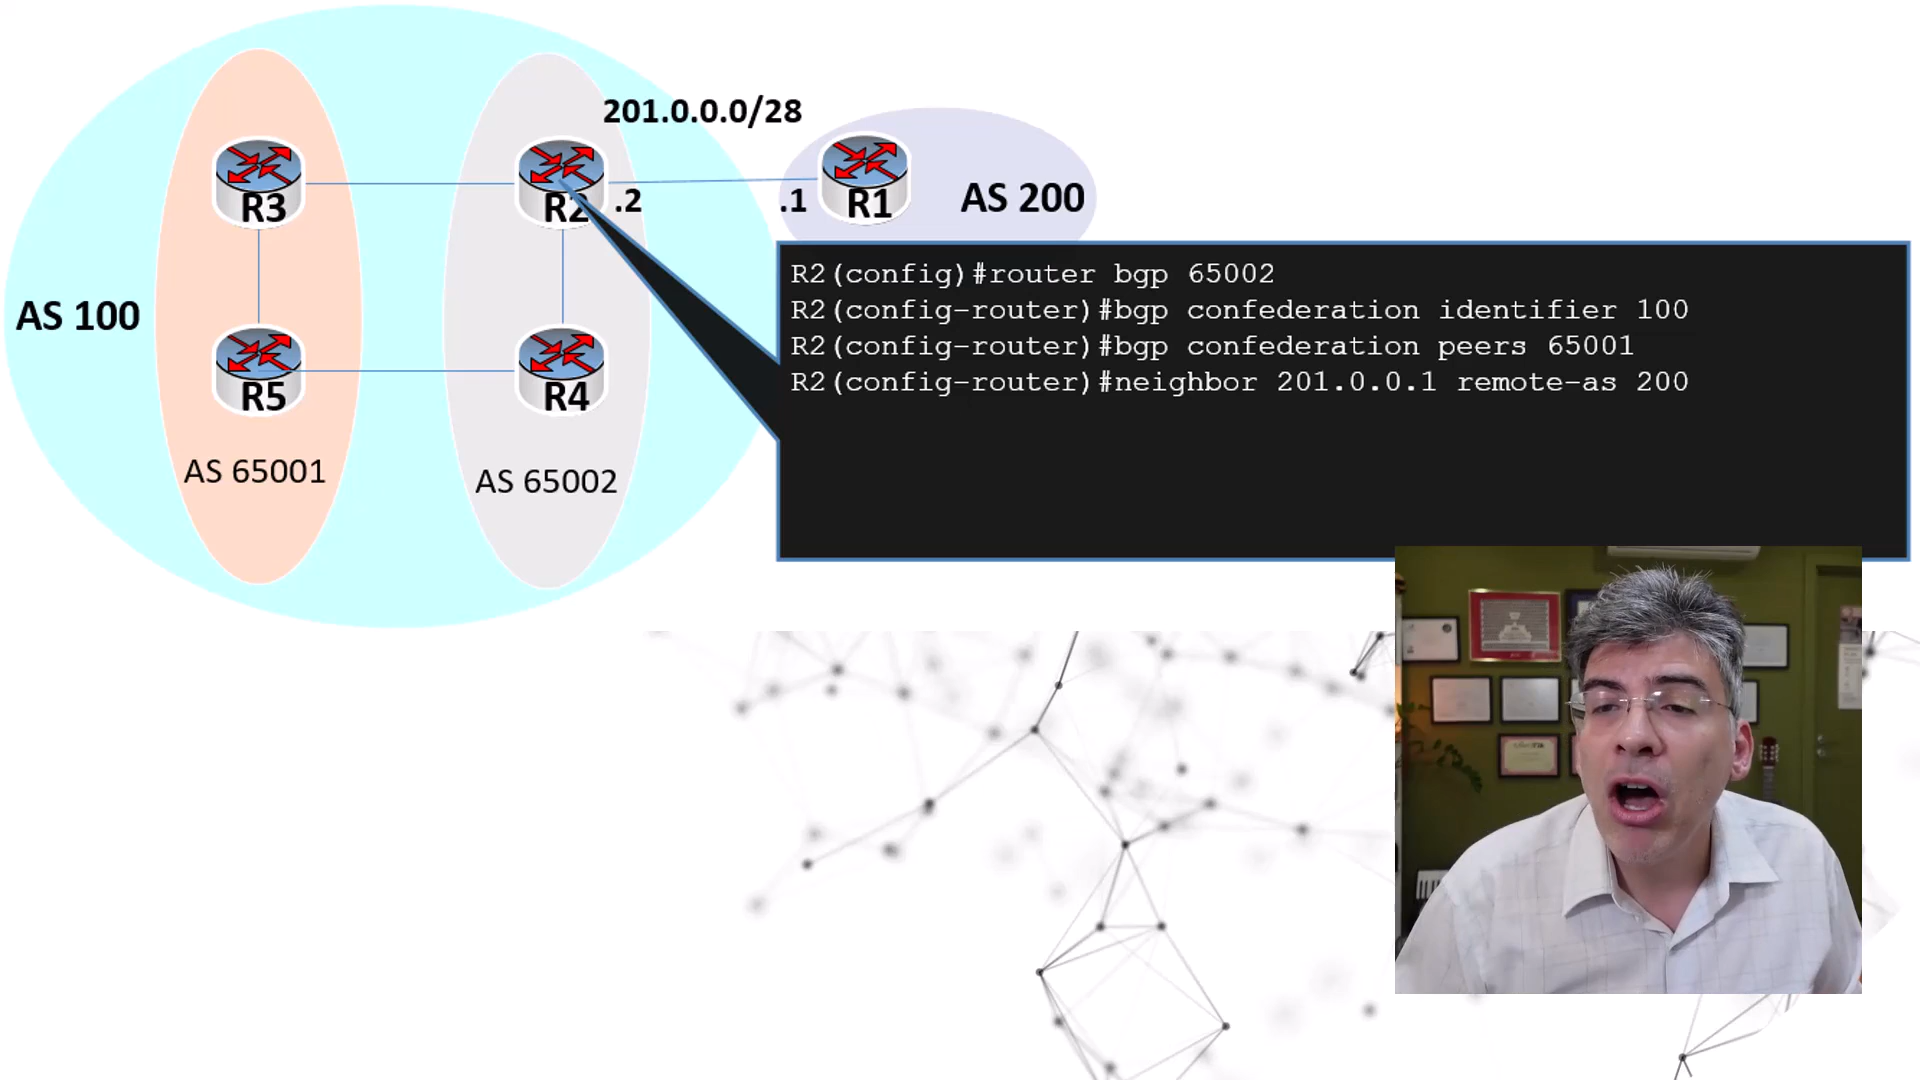 201.0.0.0/28
R3
R2
.2
.1
R1
AS 200
AS 100
R5
R4
AS 65001
AS 65002
R2(config)#router bgp 65002
R2(config-router)#bgp confederation identifier 100
R2(config-router)#bgp confederation peers 65001
R2(config-router)#neighbor 201.0.0.1 remote-as 200